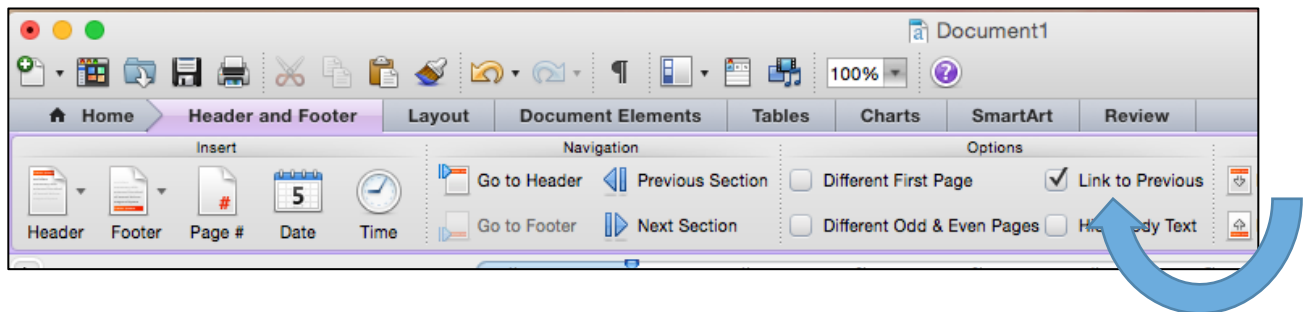 Document1
100%
Home Header and Footer Layout Document Elements Tables Charts SmartArt Review
Insert Navigation Options
Go to Header Previous Section Different First Page Link to Previous
# 5
Go to Footer Next Section Different Odd & Even Pages Text
Header Footer Page # Date Time